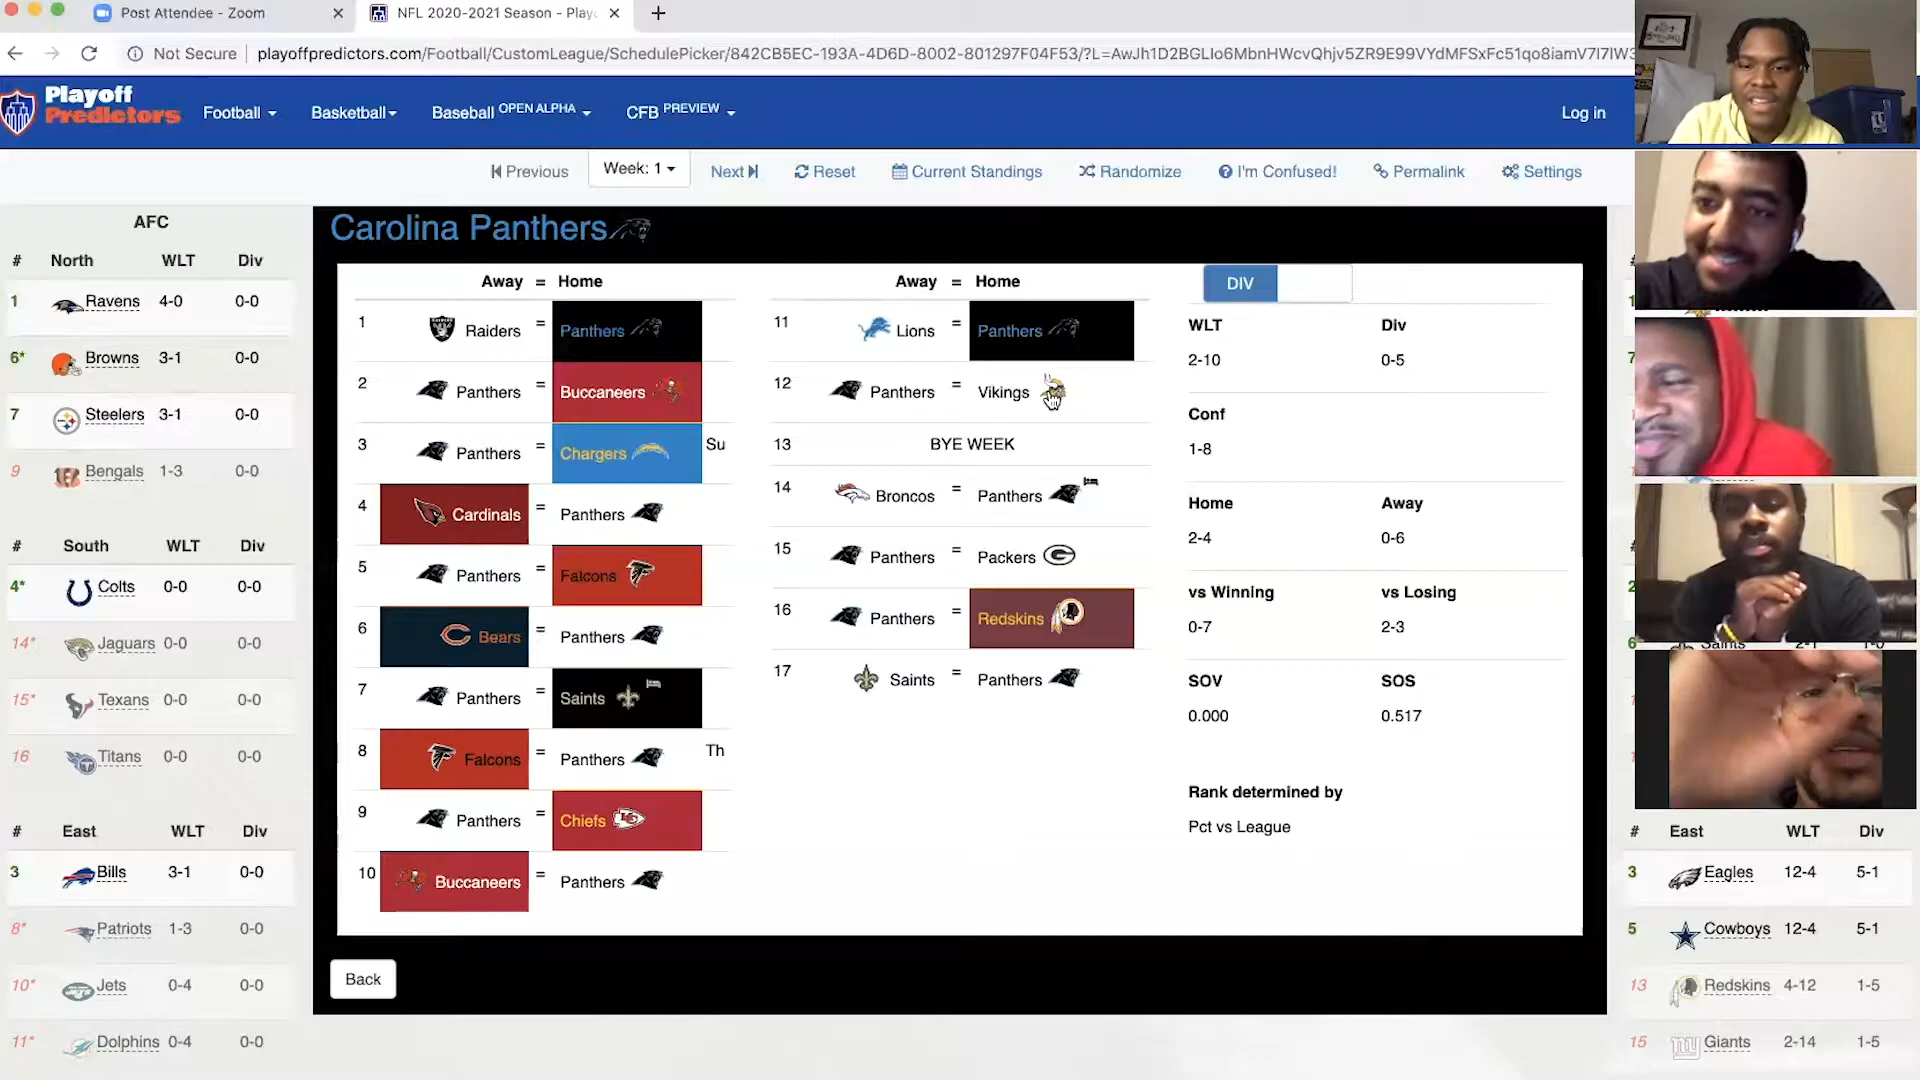 Post Attendee - Zoom
NFL 2020-2021 Season - Play
Not Secure
playoffpredictors.com/Football/CustomLeague/SchedulePicker/842CB5EC-193A-4D6D-8002-801297F04F53/?L=AwJh1D2BGLIo6MbnHWcvQhjv5ZR9E99VYdMFSxFc51qo8iamV7I7lW3
Playoff
Predictors
Football
Basketball
Baseball OPEN ALPHA
CFB PREVIEW
Log in
Previous
Week: 1
Next
Reset
Current Standings
Randomize
I'm Confused!
Permalink
Settings
AFC
# North WLT Div
1 Ravens 4-0 0-0
6* Browns 3-1 0-0
7 Steelers 3-1 0-0
9 Bengals 1-3 0-0
# South WLT Div
4* Colts 0-0 0-0
14* Jaguars 0-0 0-0
15* Texans 0-0 0-0
16 Titans 0-0 0-0
# East WLT Div
3 Bills 3-1 0-0
8* Patriots 1-3 0-0
10* Jets 0-4 0-0
11* Dolphins 0-4 0-0
Carolina Panthers
Away = Home
1 Raiders = Panthers
2 Panthers = Buccaneers
3 Panthers = Chargers Su
4 Cardinals = Panthers
5 Panthers = Falcons
6 Bears = Panthers
7 Panthers = Saints
8 Falcons = Panthers Th
9 Panthers = Chiefs
10 Buccaneers = Panthers
Away = Home
11 Lions = Panthers
12 Panthers = Vikings
13 BYE WEEK
14 Broncos = Panthers
15 Panthers = Packers
16 Panthers = Redskins
17 Saints = Panthers
DIV
WLT Div
2-10 0-5
Conf
1-8
Home Away
2-4 0-6
vs Winning vs Losing
0-7 2-3
SOV SOS
0.000 0.517
Rank determined by
Pct vs League
Back
# East WLT Div
3 Eagles 12-4 5-1
5 Cowboys 12-4 5-1
13 Redskins 4-12 1-5
15 Giants 2-14 1-5